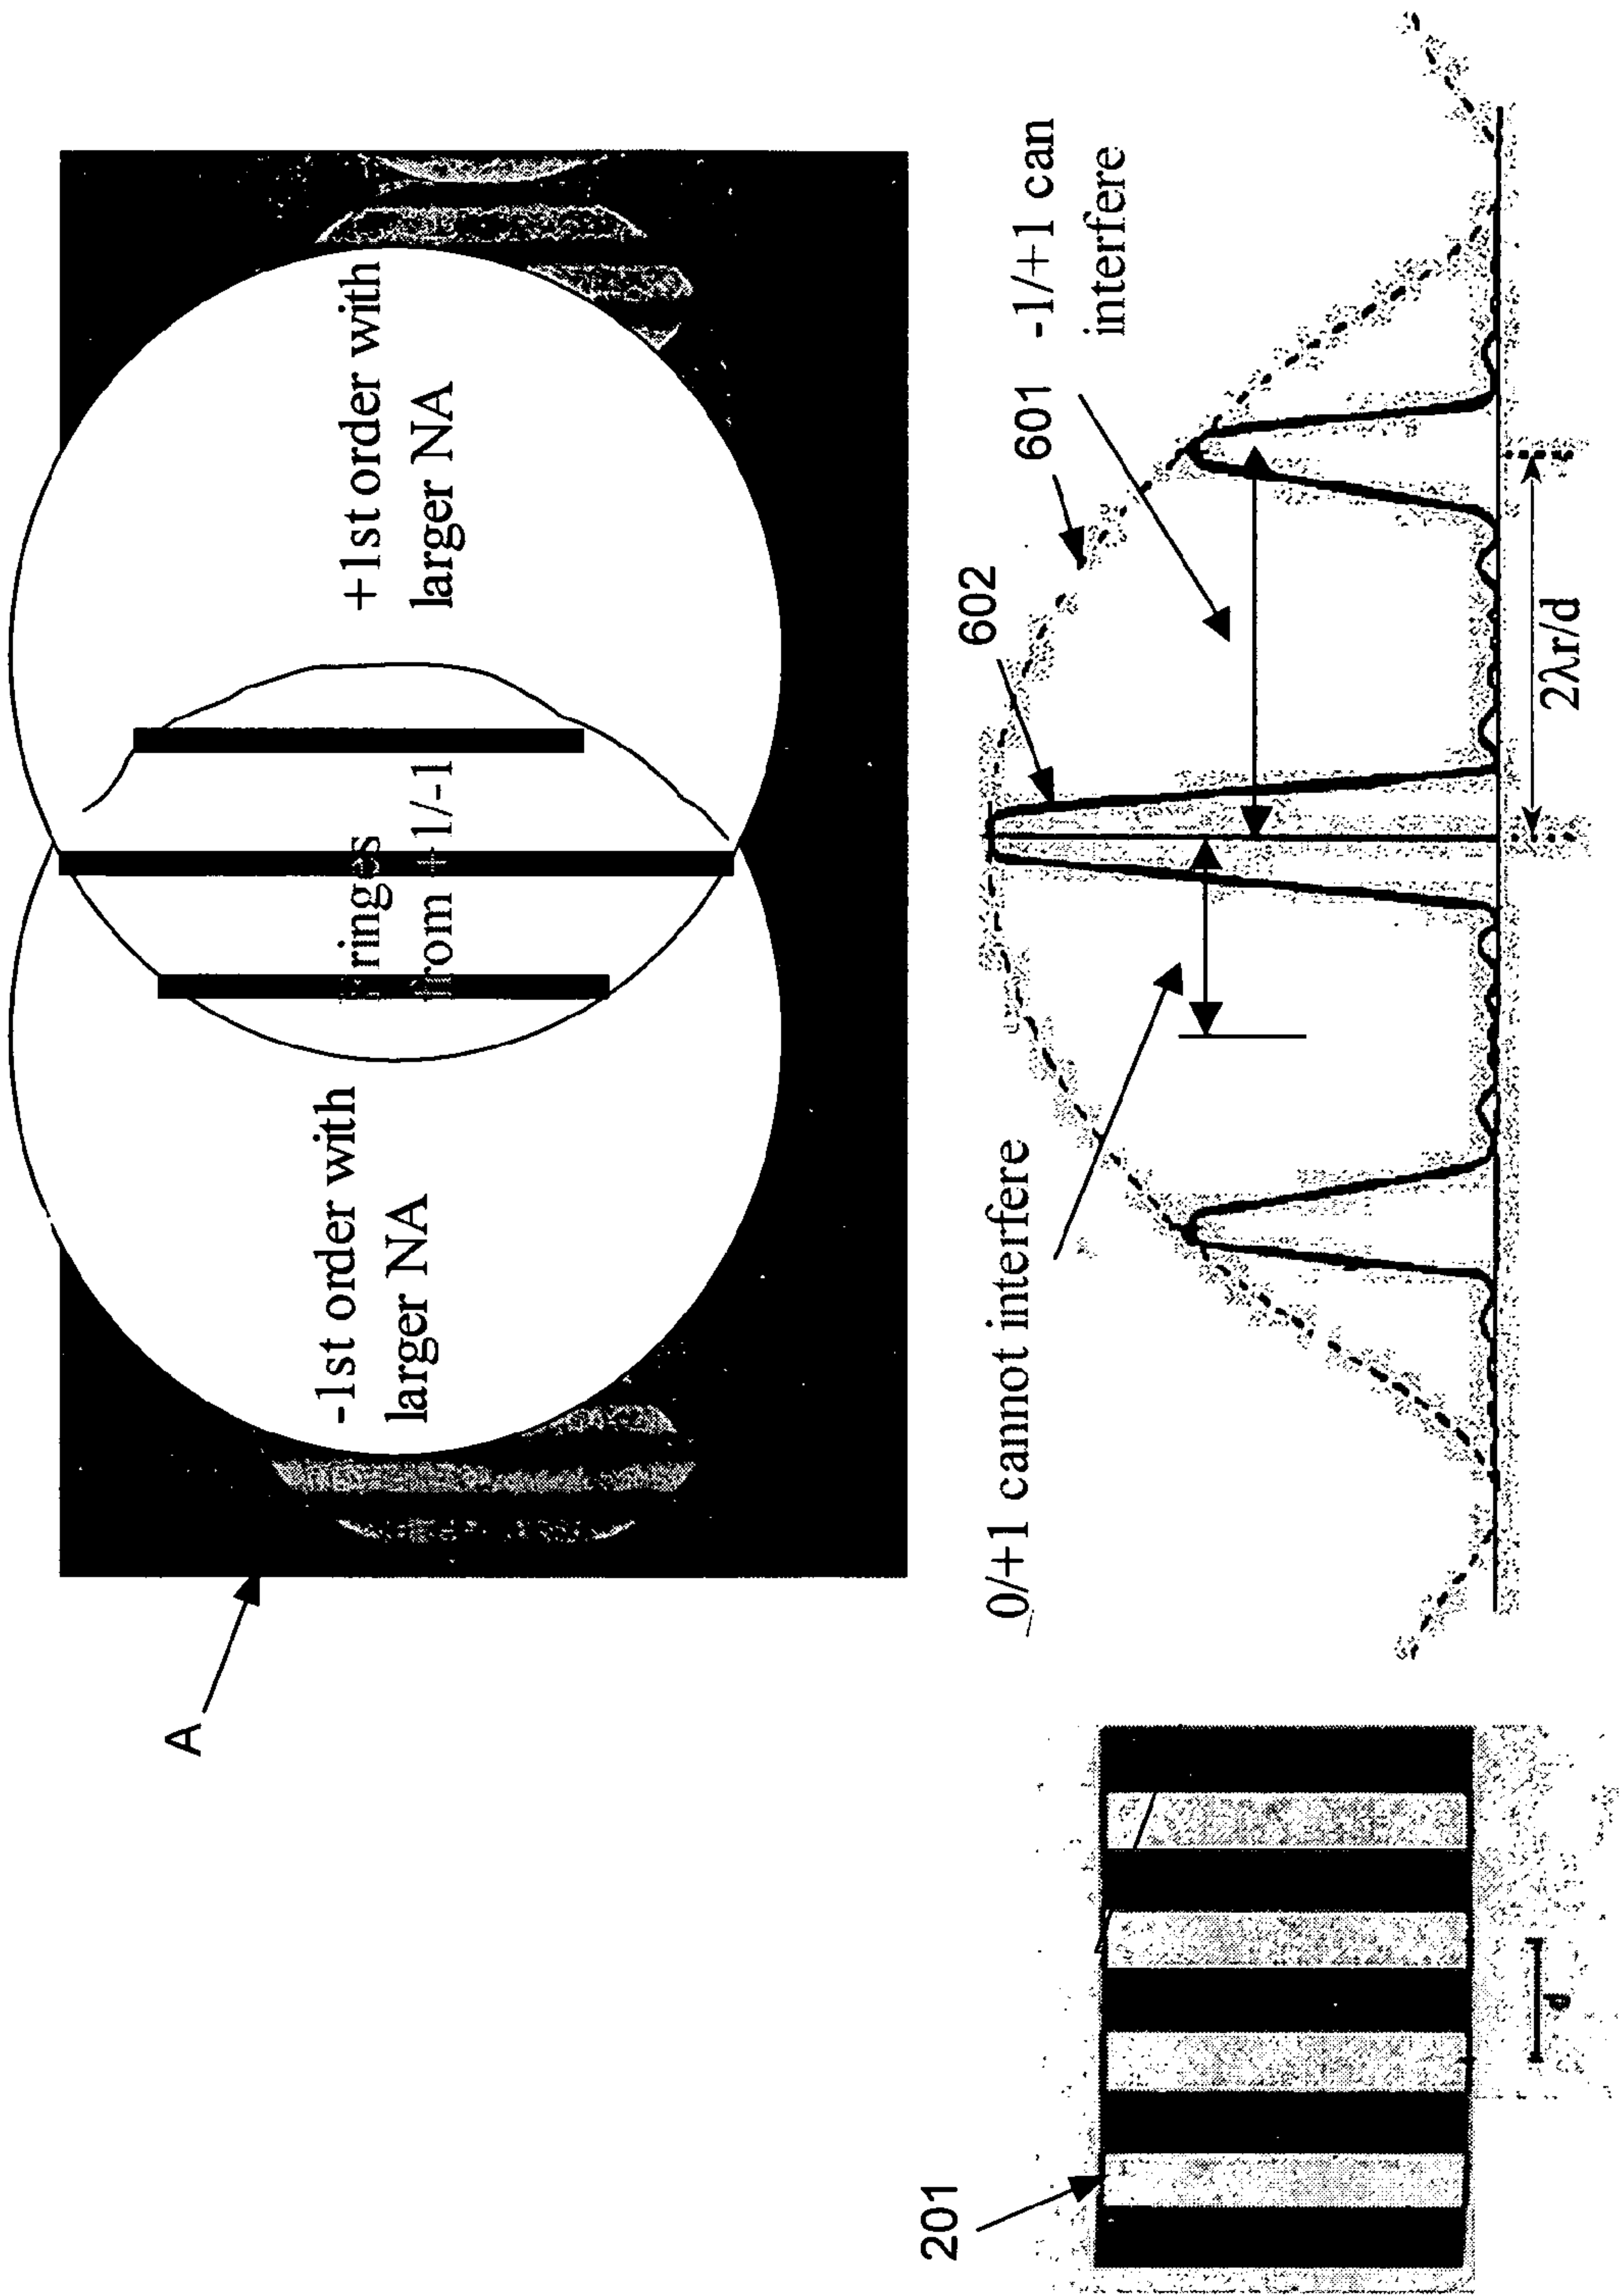 A
-1st order with
larger NA
Fringes
from +1/-1
+1st order with
larger NA
201
d
0/+1 cannot interfere
602
601
-1/+1 can
interfere
2λr/d